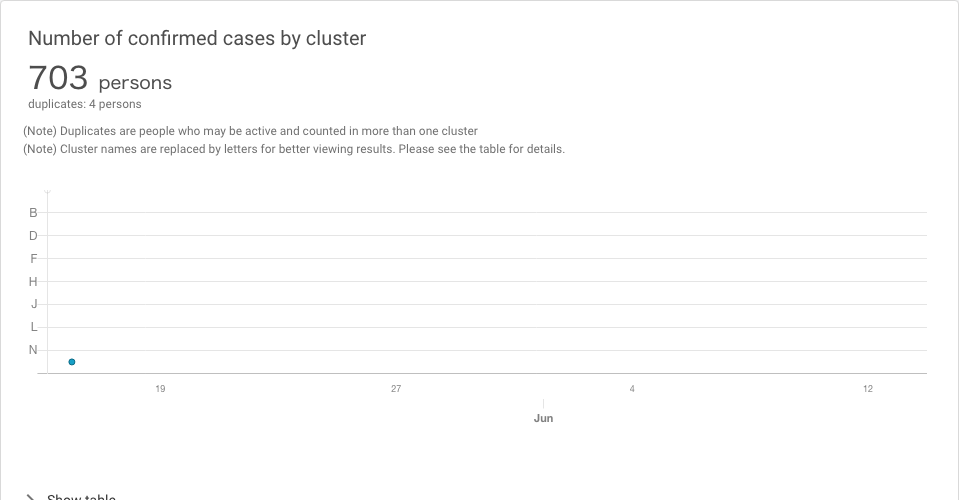 Number of confirmed cases by cluster
703 persons
duplicates: 4 persons
(Note) Duplicates are people who may be active and counted in more than one cluster
(Note) Cluster names are replaced by letters for better viewing results. Please see the table for details.
B
D
F
H
J
L
N
19 27 4 12
Jun
Show table